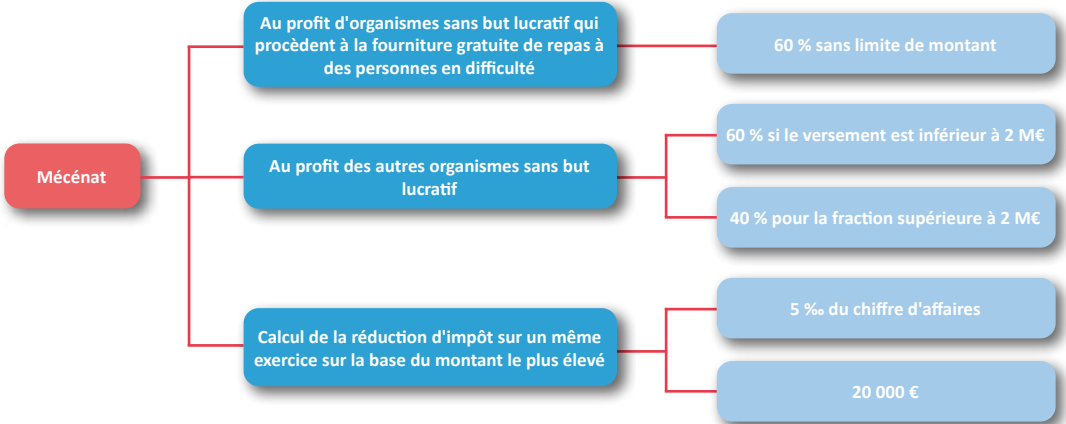 Mécénat
Au profit d'organismes sans but lucratif qui
procèdent à la fourniture gratuite de repas à
des personnes en difficulté
60 % sans limite de montant
Au profit des autres organismes sans but
lucratif
60 % si le versement est inférieur à 2 M€
40 % pour la fraction supérieure à 2 M€
Calcul de la réduction d'impôt sur un même
exercice sur la base du montant le plus élevé
5 ‰ du chiffre d'affaires
20 000 €